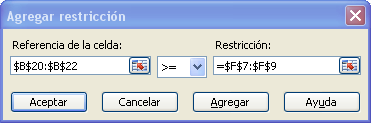 Agregar restricción
Referencia de la celda: Restricción:
$B$20:$B$22 >= =$F$7:$F$9
Aceptar Cancelar Agregar Ayuda